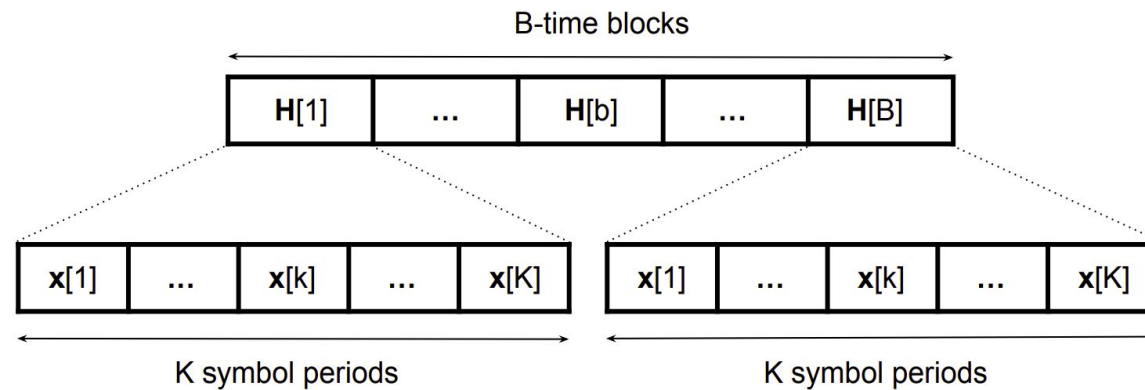 B-time blocks
H[1] ... H[b] ... H[B]
x[1] ... x[k] ... x[K] x[1] ... x[k] ... x[K]
K symbol periods K symbol periods